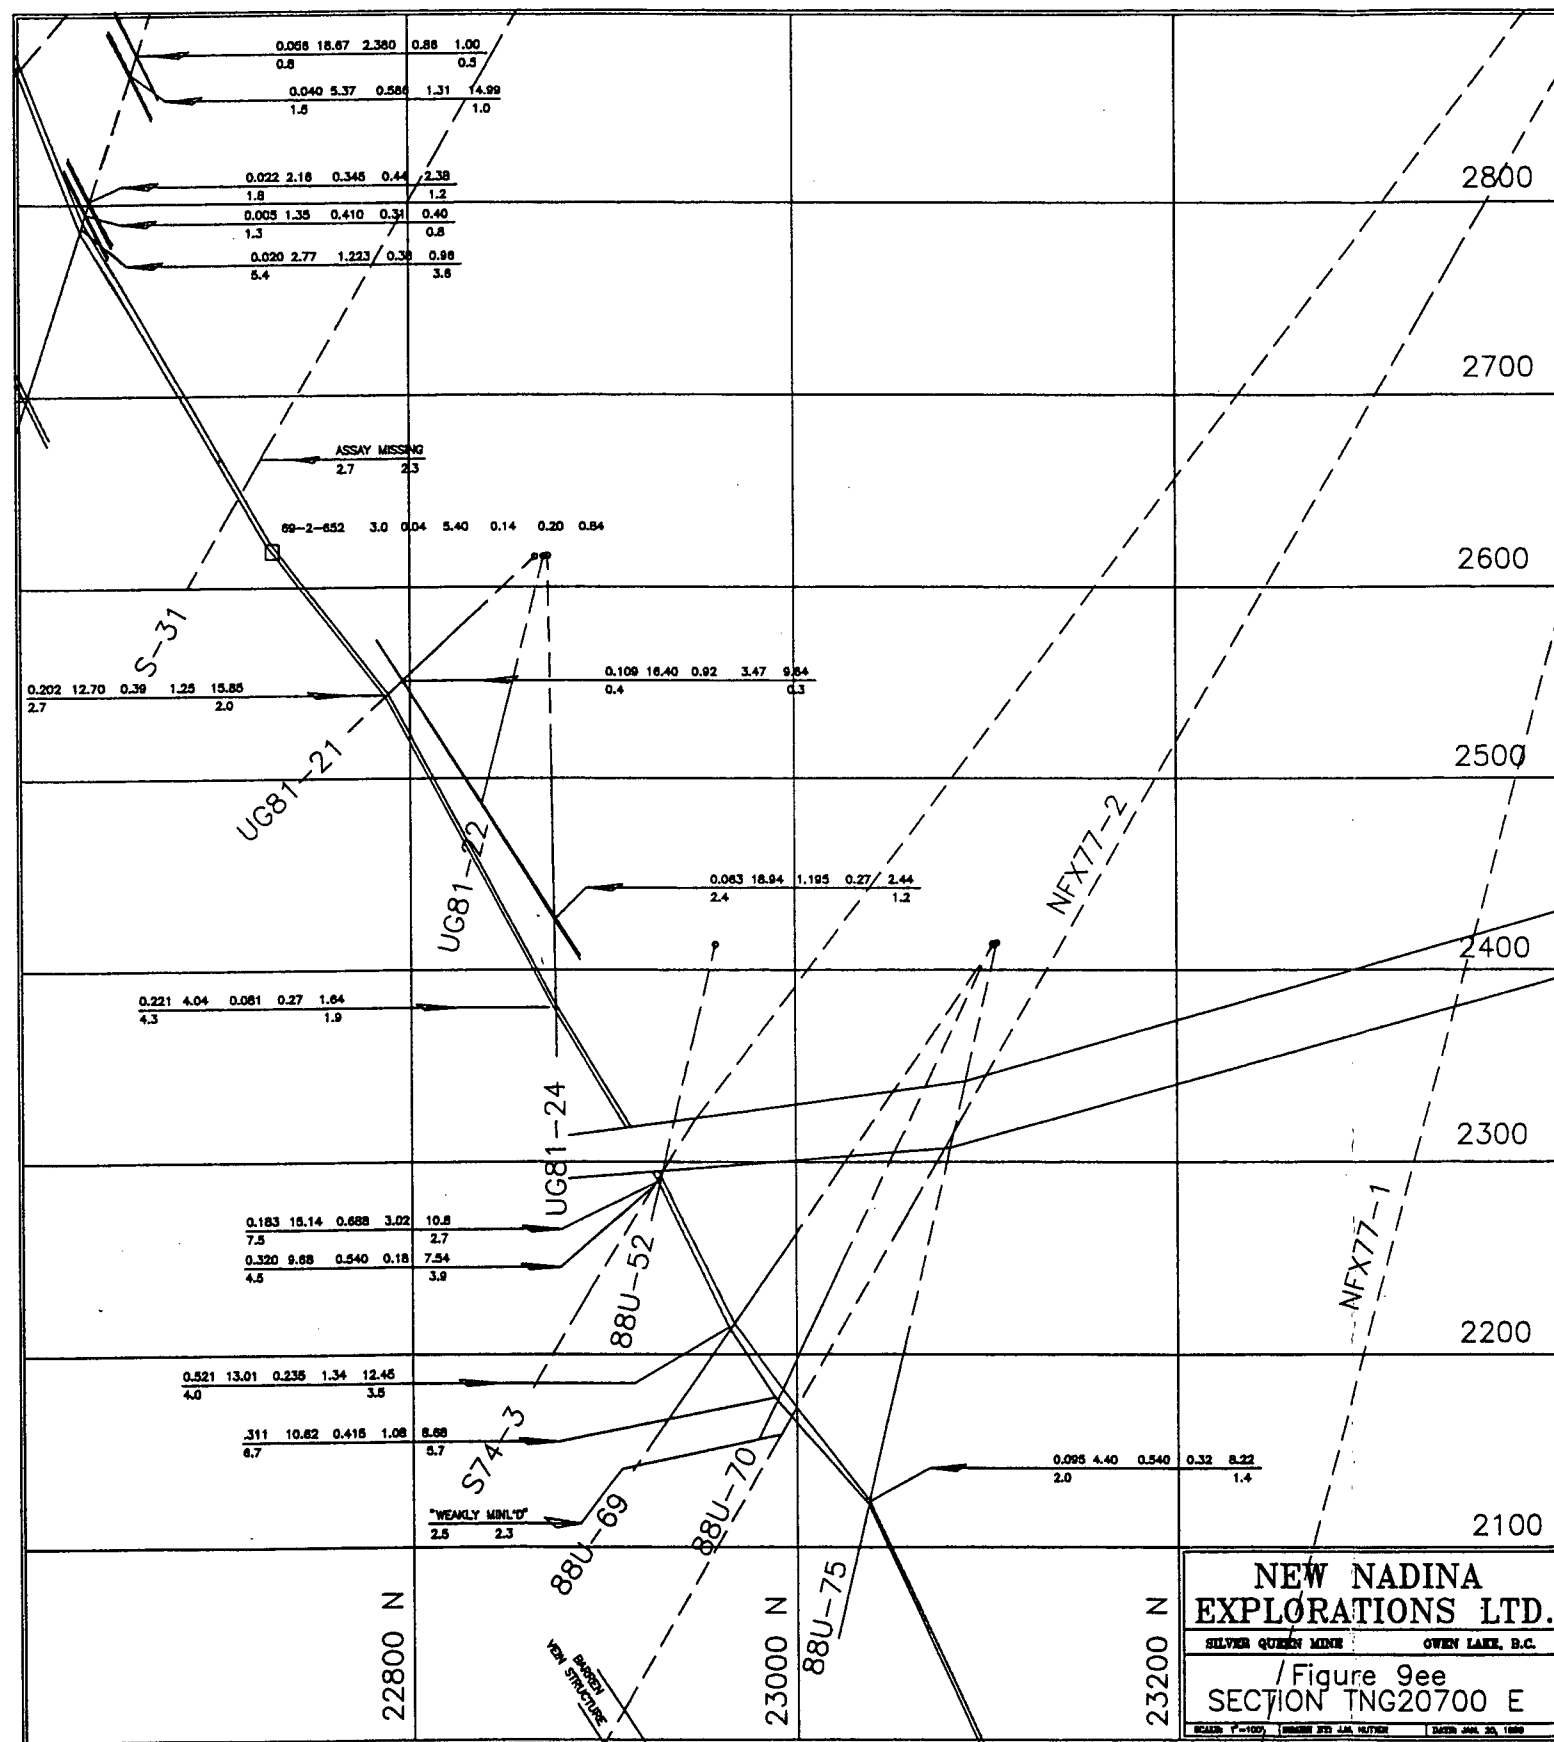 0.056 18.67 2.380 0.86 1.00
0.8 0.5
0.040 5.37 0.586 1.31 14.99
1.6 1.0
0.022 2.16 0.345 0.44 2.38
1.8 1.2
2800
0.005 1.35 0.410 0.31 0.40
1.3 0.8
0.020 2.77 1.223 0.38 0.98
5.4 3.6
2700
ASSAY MISSING
2.7 2.3
69-2-652 3.0 0.04 5.40 0.14 0.20 0.84
2600
S-31
0.109 16.40 0.92 3.47 9.64
0.4 0.3
0.202 12.70 0.39 1.25 15.85
2.7 2.0
2500
UG81-21
UG81-22
NFX77-2
0.063 18.94 1.195 0.27 2.44
2.4 1.2
2400
0.221 4.04 0.081 0.27 1.64
4.3 1.9
UG81-24
2300
NFX77-1
0.183 15.14 0.688 3.02 10.8
7.5 2.7
0.320 9.68 0.540 0.18 7.54
4.5 3.9
88U-52
2200
0.521 13.01 0.235 1.34 12.45
4.0 3.5
.311 10.62 0.415 1.08 8.68
6.7 5.7
S74-3
0.095 4.40 0.540 0.32 8.22
2.0 1.4
"WEAKLY MINL'D"
2.5 2.3
88U-69
88U-70
88U-75
2100
22800 N
23000 N
23200 N
BARREN
VEIN STRUCTURE
NEW NADINA
EXPLORATIONS LTD.
SILVER QUEEN MINE OWEN LAKE, B.C.
Figure 9ee
SECTION TNG20700 E
SCALE: 1"=100'